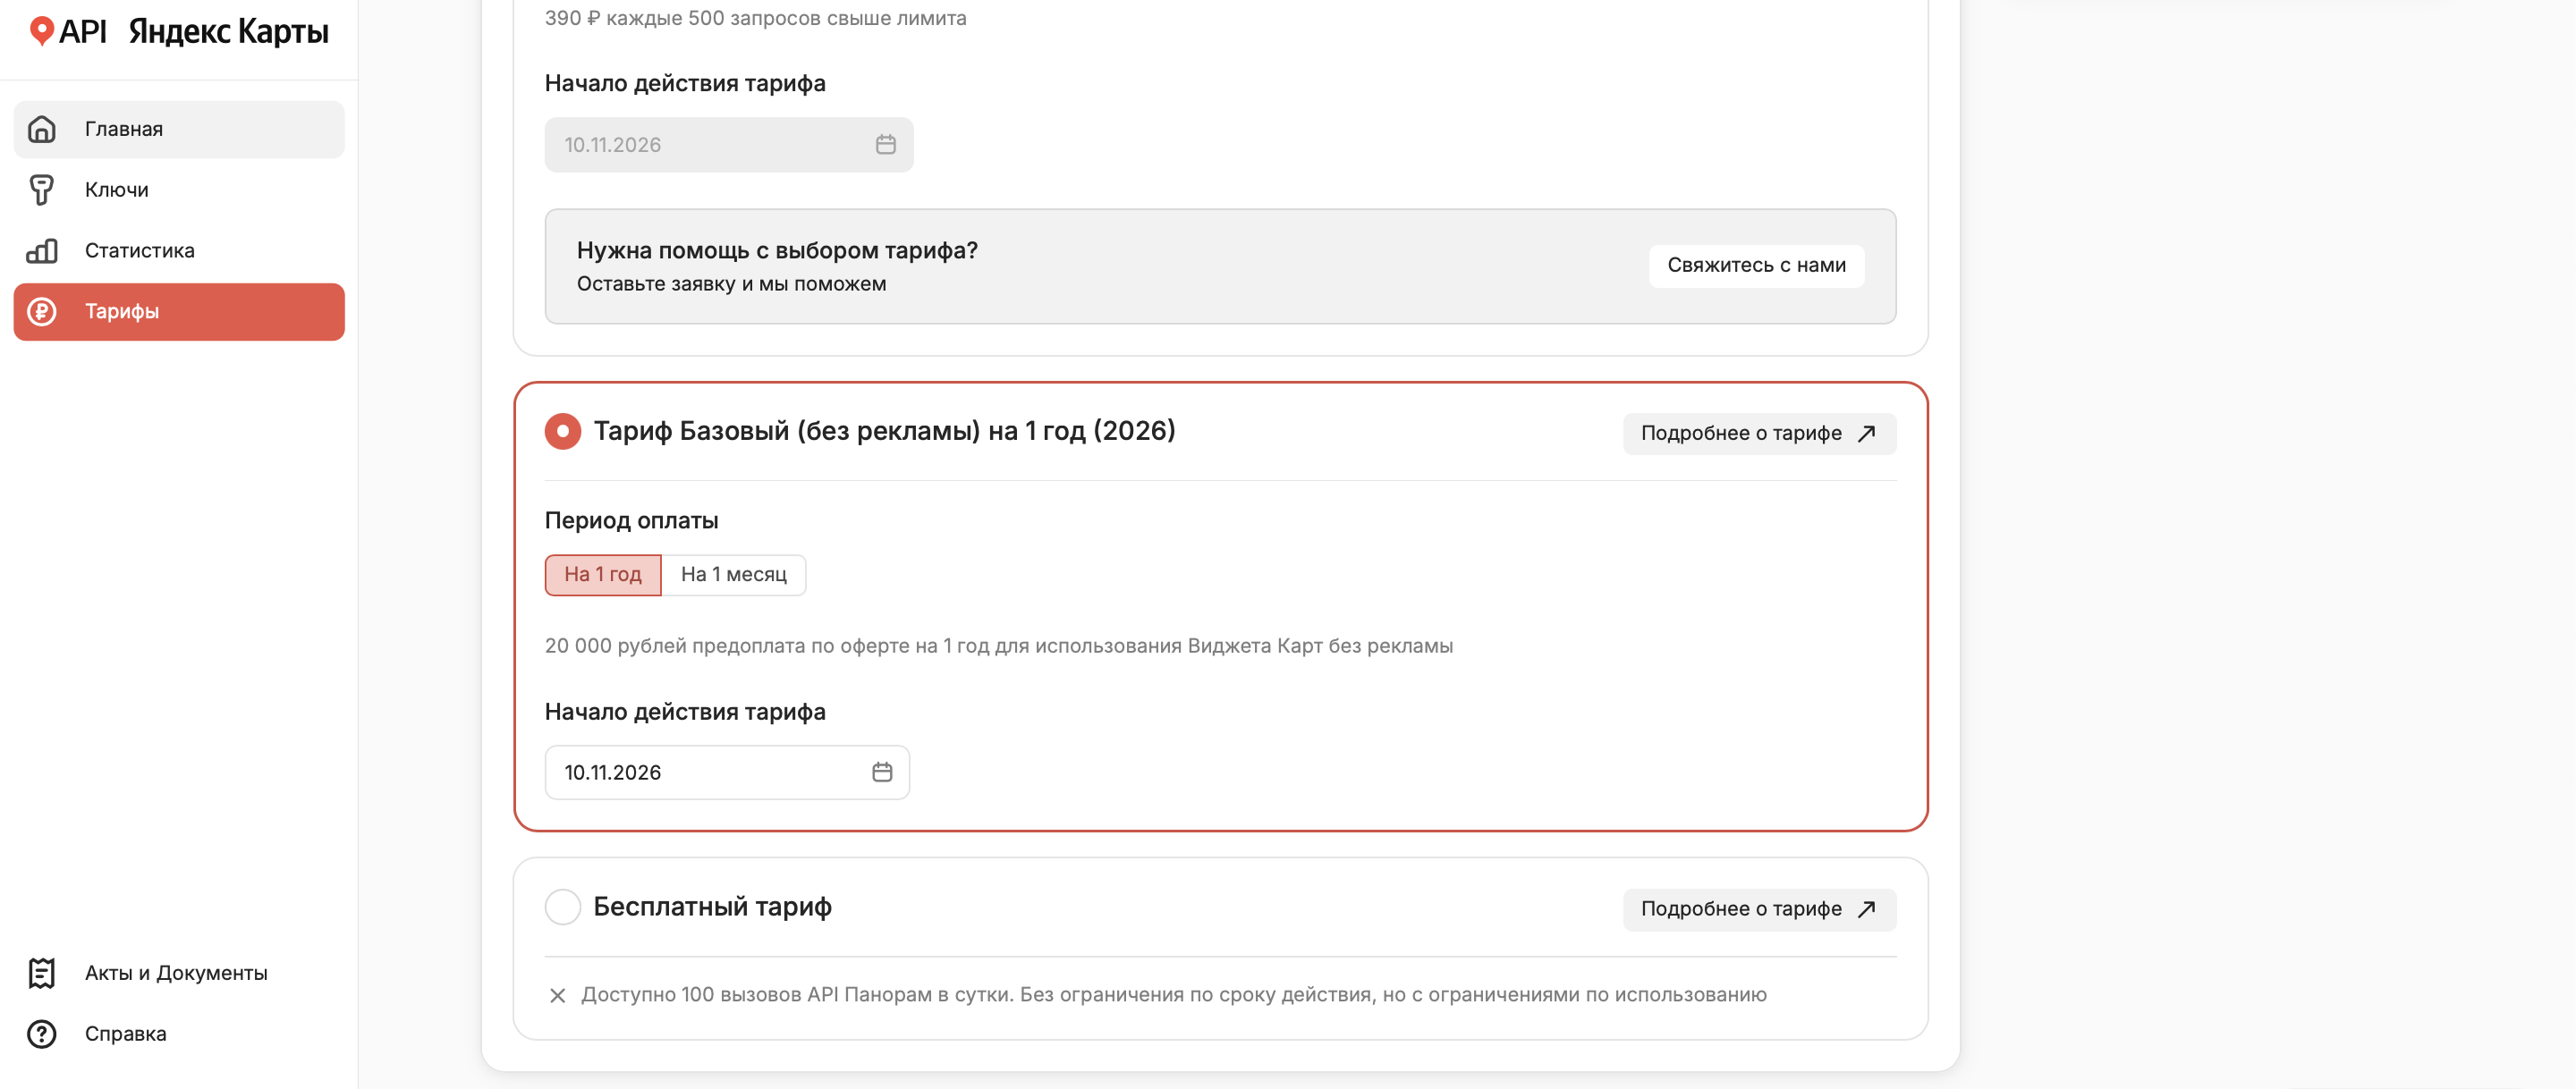 API Яндекс Карты
Главная
Ключи
Статистика
Тарифы
Акты и Документы
Справка
390 ₽ каждые 500 запросов свыше лимита
Начало действия тарифа
10.11.2026
Нужна помощь с выбором тарифа?
Оставьте заявку и мы поможем
Свяжитесь с нами
Тариф Базовый (без рекламы) на 1 год (2026)
Подробнее о тарифе
Период оплаты
На 1 год
На 1 месяц
20 000 рублей предоплата по оферте на 1 год для использования Виджета Карт без рекламы
Начало действия тарифа
10.11.2026
Бесплатный тариф
Подробнее о тарифе
Доступно 100 вызовов API Панорам в сутки. Без ограничения по сроку действия, но с ограничениями по использованию